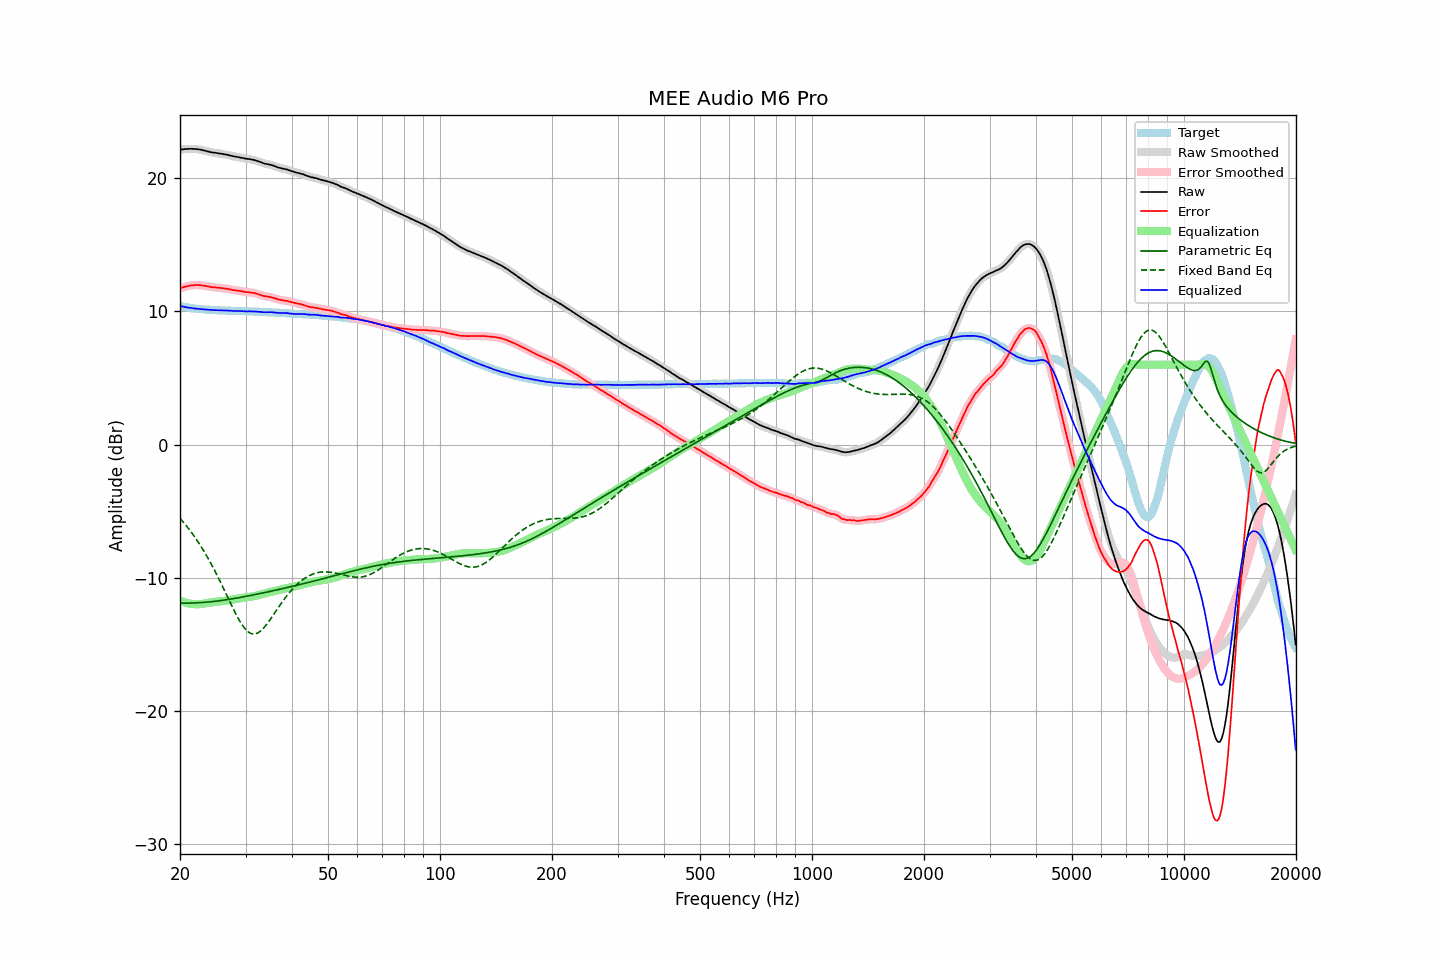 MEE Audio M6 Pro
Target
Raw Smoothed
Error Smoothed
Raw
Error
Equalization
Parametric Eq
Fixed Band Eq
Equalized
Amplitude (dBr)
20
10
0
−10
−20
−30
20
50
100
200
500
1000
2000
5000
10000
20000
Frequency (Hz)